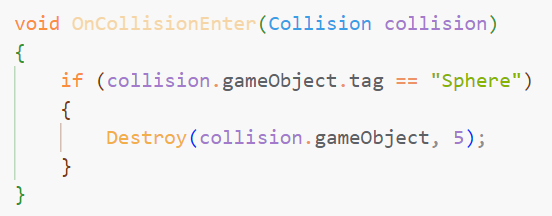 void OnCollisionEnter(Collision collision)
{
    if (collision.gameObject.tag == "Sphere")
    {
        Destroy(collision.gameObject, 5);
    }
}